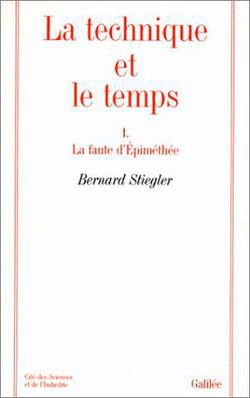 La technique
et
le temps
1.
La faute d'Épiméthée
Bernard Stiegler
Cité des Sciences
et de l'Industrie
Galilée